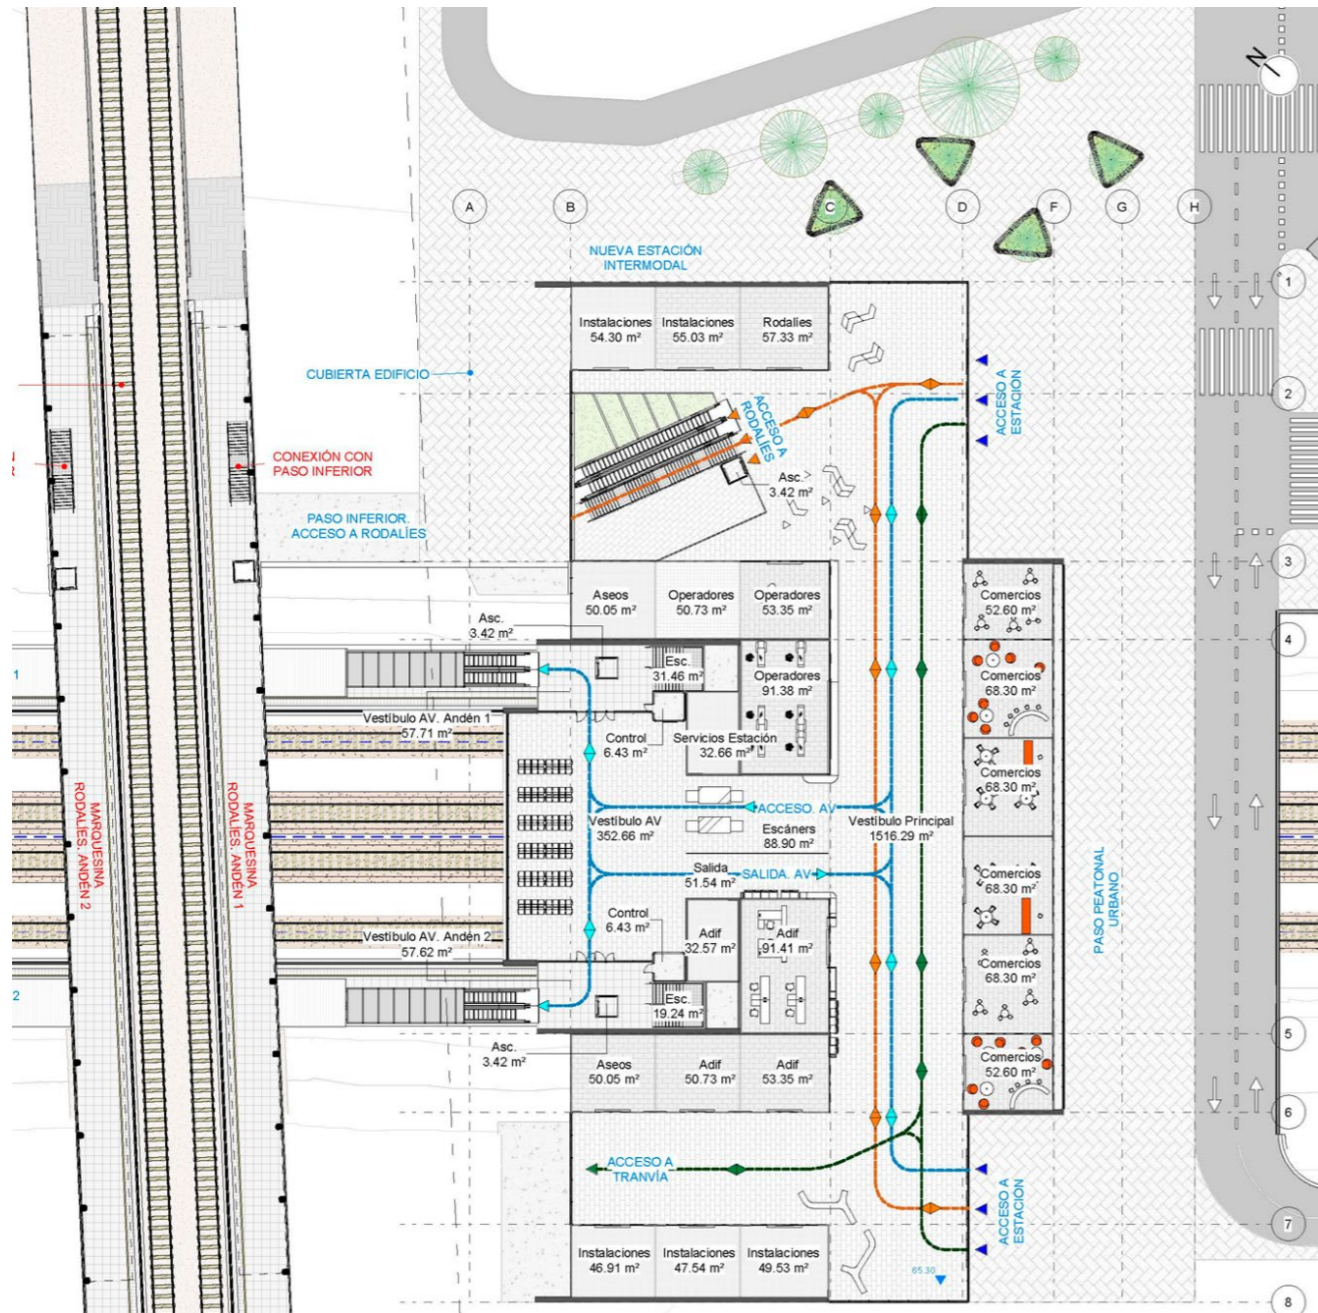 N
A
B
C
D
F
G
H
NUEVA ESTACIÓN
INTERMODAL
1
Instalaciones
54.30 m²
Instalaciones
55.03 m²
Rodalies
57.33 m²
CUBIERTA EDIFICIO
ACCESO A
ESTACIÓN
2
ACCESO A
RODALÍES
CONEXIÓN CON
PASO INFERIOR
Asc.
3.42 m²
PASO INFERIOR.
ACCESO A RODALÍES
3
Aseos
50.05 m²
Operadores
50.73 m²
Operadores
53.35 m²
Comercios
52.60 m²
Asc.
3.42 m²
4
1
Esc.
31.46 m²
Operadores
91.38 m²
Comercios
68.30 m²
Vestíbulo AV. Andén 1
57.71 m²
Control
6.43 m²
Servicios Estación
32.66 m²
Comercios
68.30 m²
MARQUESINA
RODALÍES. ANDÉN 2
MARQUESINA
RODALÍES. ANDÉN 1
ACCESO. AV
Vestíbulo AV
352.66 m²
Escáners
88.90 m²
Vestíbulo Principal
1516.29 m²
Salida
51.54 m²
SALIDA. AV
Comercios
68.30 m²
PASO PEATONAL
URBANO
Control
6.43 m²
Adif
32.57 m²
Adif
91.41 m²
Vestíbulo AV. Andén 2
57.62 m²
Comercios
68.30 m²
2
Esc.
19.24 m²
5
Asc.
3.42 m²
Aseos
50.05 m²
Adif
50.73 m²
Adif
53.35 m²
Comercios
52.60 m²
6
ACCESO A
TRANVÍA
ACCESO A
ESTACIÓN
7
Instalaciones
46.91 m²
Instalaciones
47.54 m²
Instalaciones
49.53 m²
65.30
8